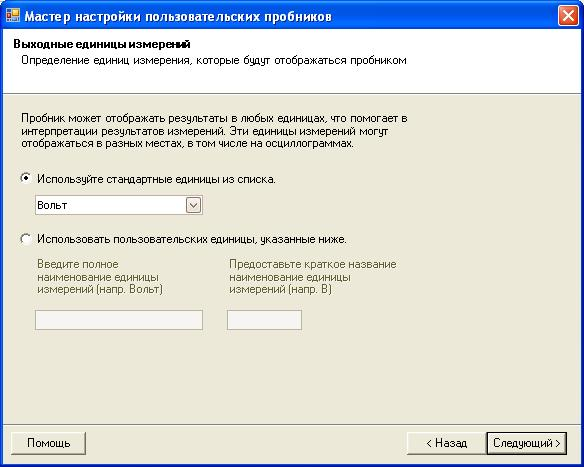 Мастер настройки пользовательских пробников
Выходные единицы измерений
Определение единиц измерения, которые будут отображаться пробником
Пробник может отображать результаты в любых единицах, что помогает в
интерпретации результатов измерений. Эти единицы измерений могут
отображаться в разных местах, в том числе на осциллограммах.
Используйте стандартные единицы из списка.
Вольт
Использовать пользовательских единицы, указанные ниже.
Введите полное
наименование единицы
измерений (напр. Вольт)
Предоставьте краткое название
наименование единицы
измерений (напр. В)
Помощь
< Назад
Следующий >